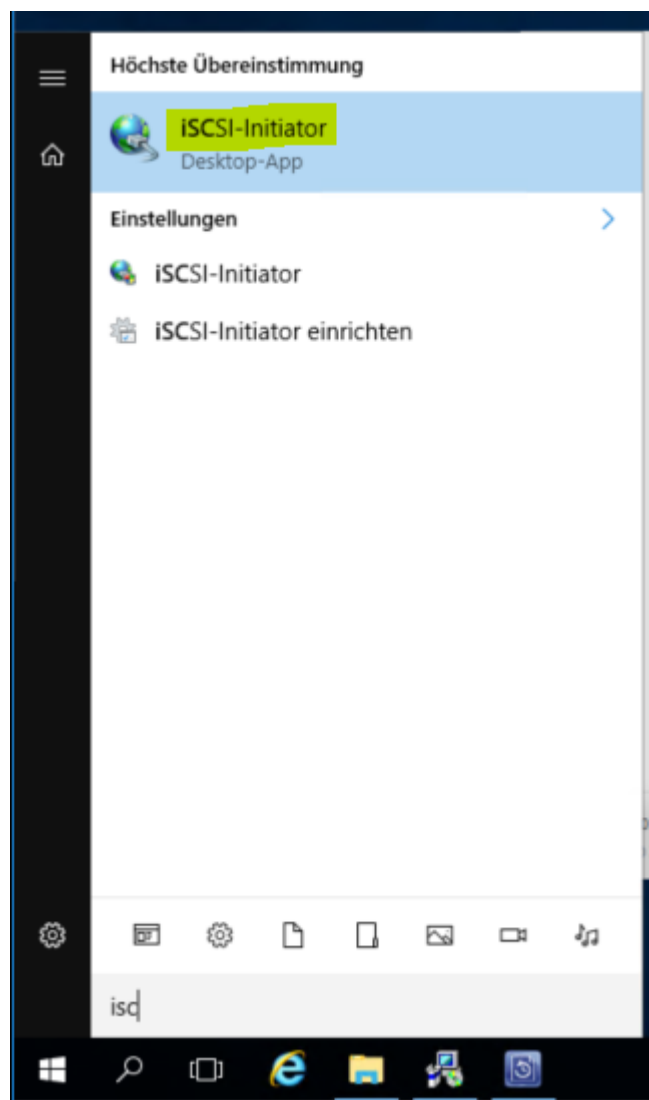 Höchste Übereinstimmung
iSCSI-Initiator
Desktop-App
Einstellungen
iSCSI-Initiator
iSCSI-Initiator einrichten
isc